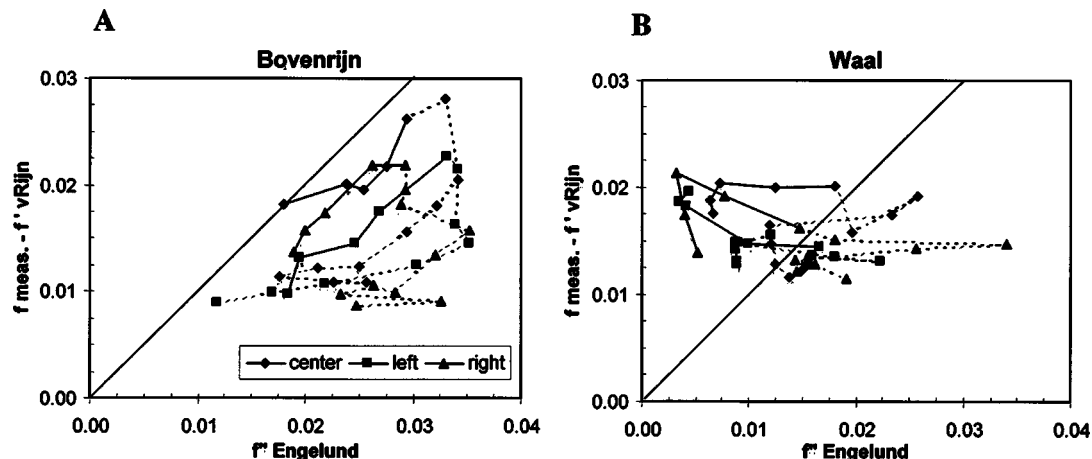 A
Bovenrijn
0.03
0.02
0.01
0.00
f meas. - f ' vRijn
center left right
0.00 0.01 0.02 0.03 0.04
f'' Engelund
B
Waal
0.03
0.02
0.01
0.00
f meas. - f ' vRijn
0.00 0.01 0.02 0.03 0.04
f'' Engelund